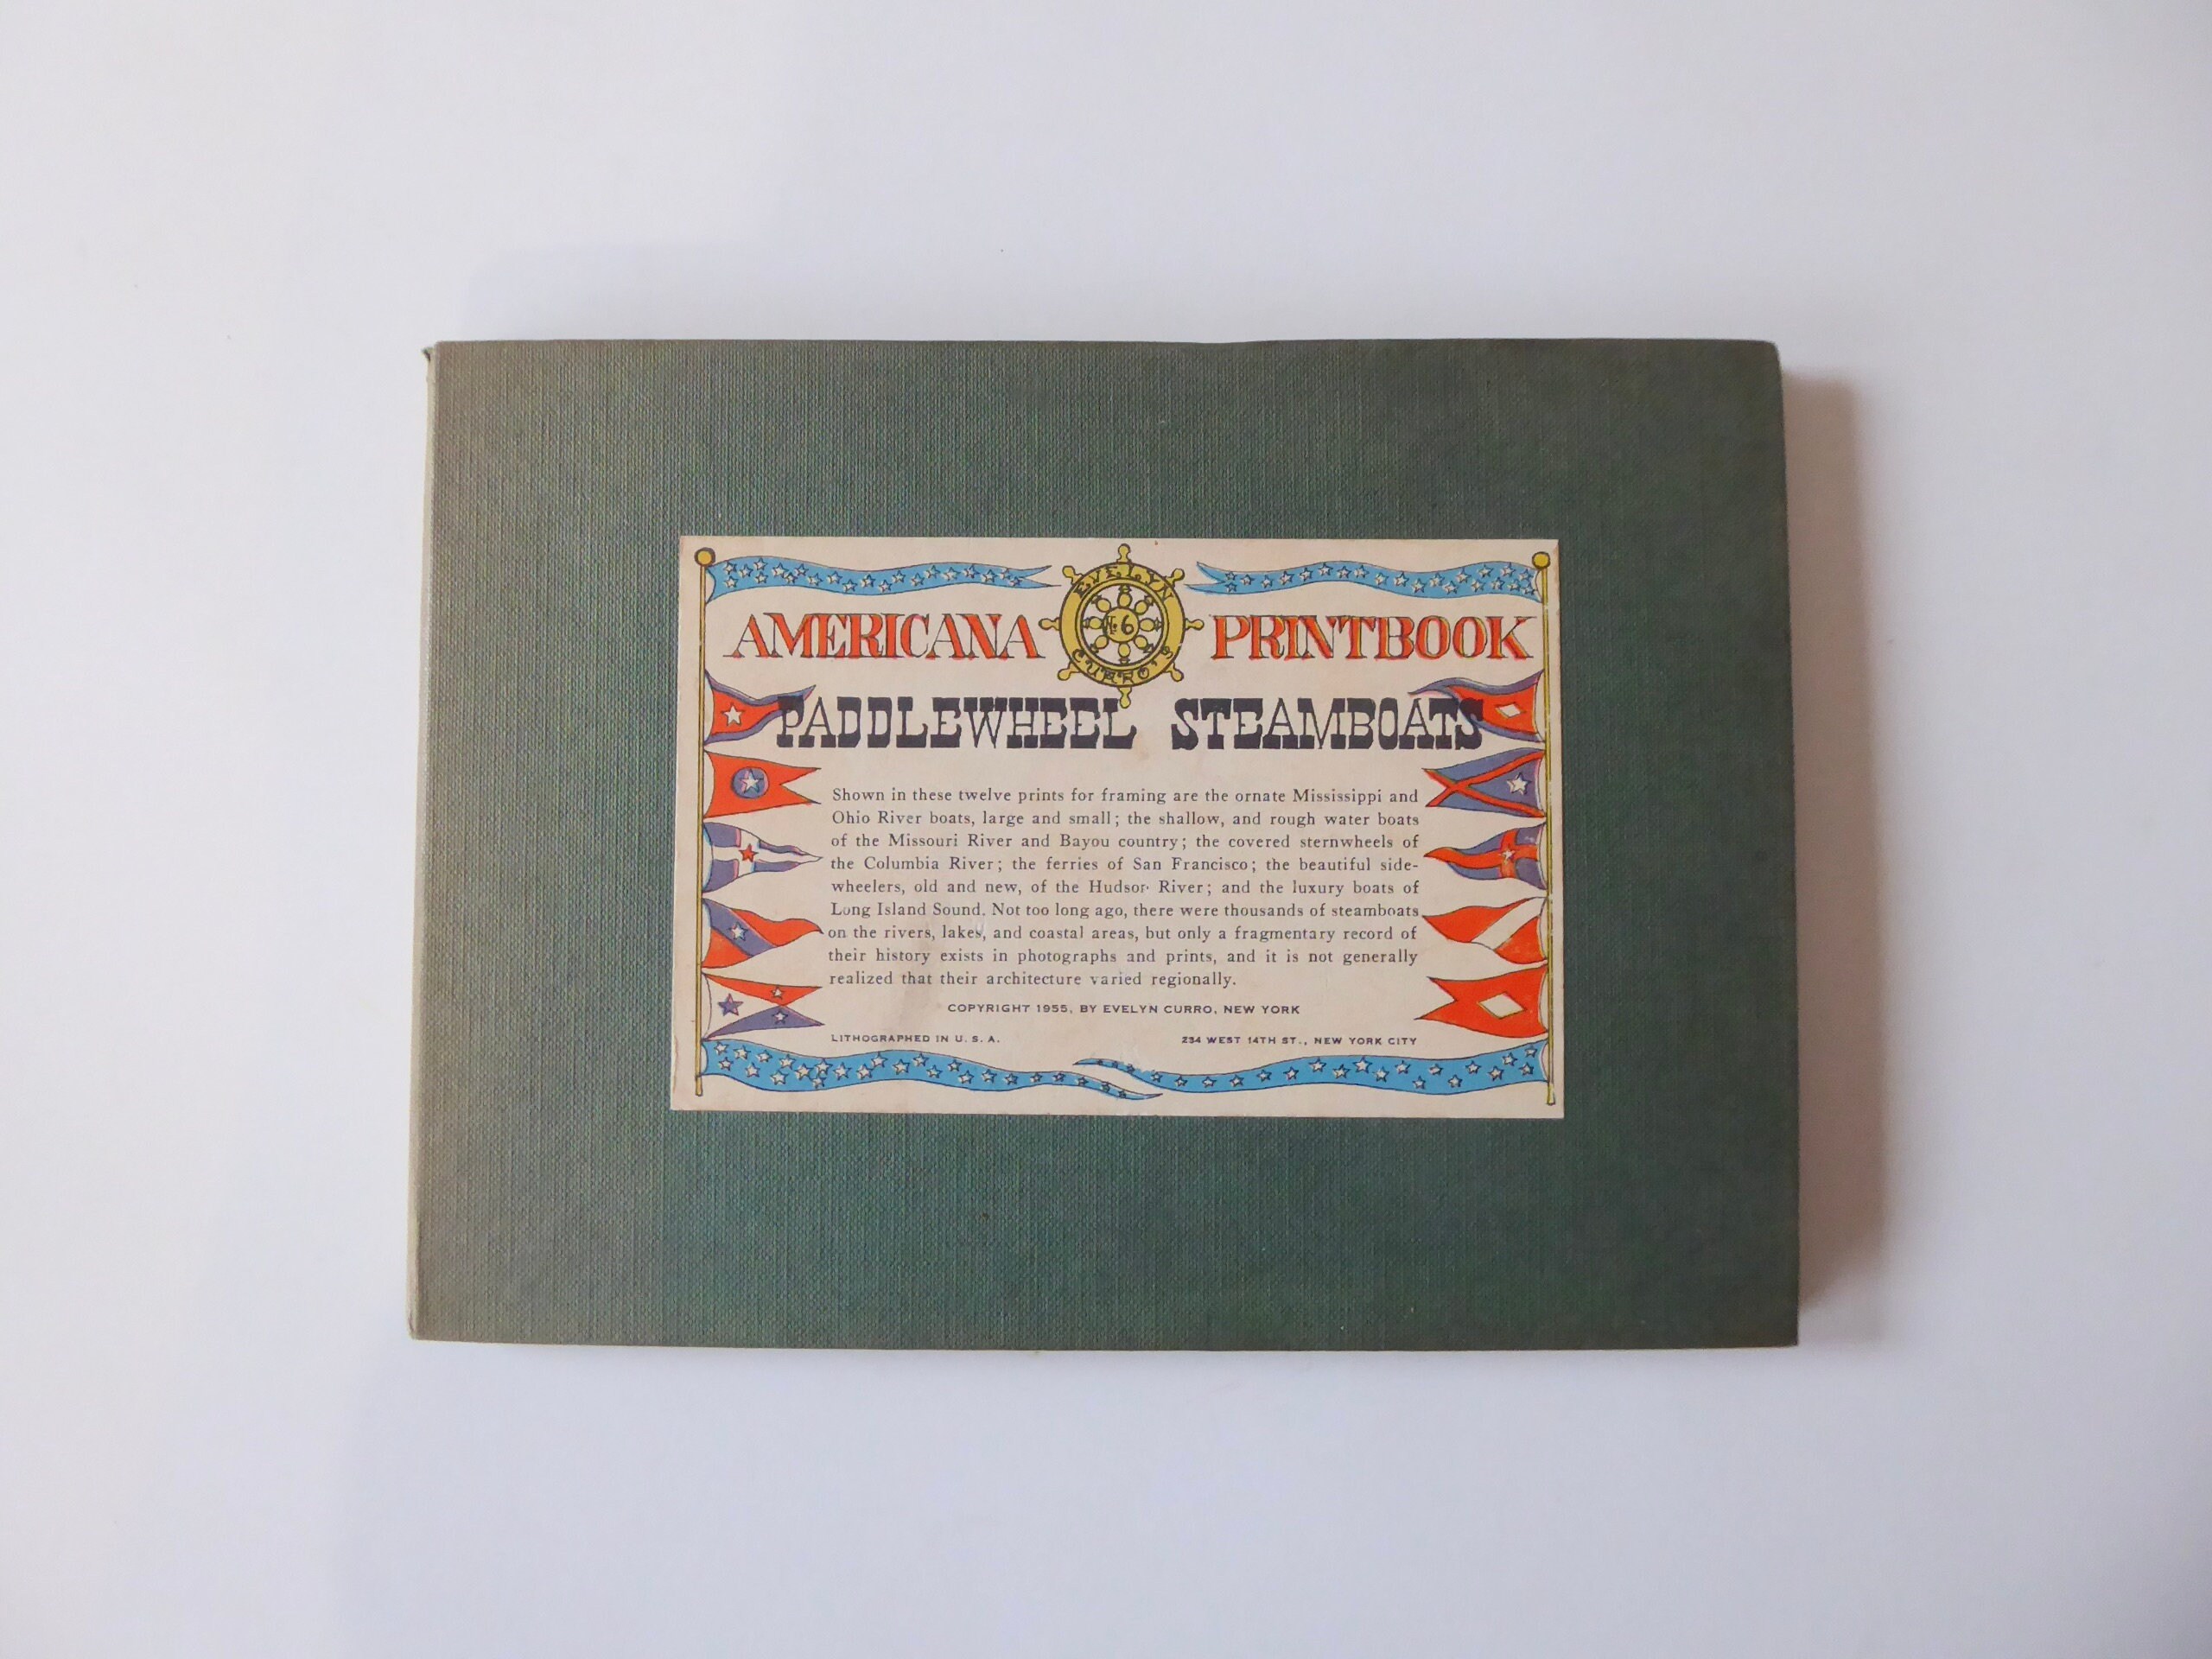 EVELYN
AMERICANA No 6 PRINTBOOK
CURRO'S
PADDLEWHEEL STEAMBOATS
Shown in these twelve prints for framing are the ornate Mississippi and
Ohio River boats, large and small; the shallow, and rough water boats
of the Missouri River and Bayou country; the covered sternwheels of
the Columbia River; the ferries of San Francisco; the beautiful side-
wheelers, old and new, of the Hudson River; and the luxury boats of
Long Island Sound. Not too long ago, there were thousands of steamboats
on the rivers, lakes, and coastal areas, but only a fragmentary record of
their history exists in photographs and prints, and it is not generally
realized that their architecture varied regionally.
COPYRIGHT 1955, BY EVELYN CURRO, NEW YORK
LITHOGRAPHED IN U. S. A. 234 WEST 14TH ST., NEW YORK CITY